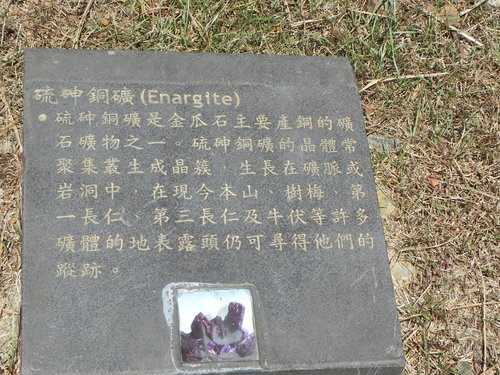 硫砷銅礦(Enargite)
•硫砷銅礦是金瓜石主要產銅的礦
石礦物之一。硫砷銅礦的晶體常
聚集叢生成晶簇，生長在礦脈或
岩洞中，在現今本山、樹梅、第
一長仁、第三長仁及牛伏等許多
礦體的地表露頭仍可尋得他們的
蹤跡。